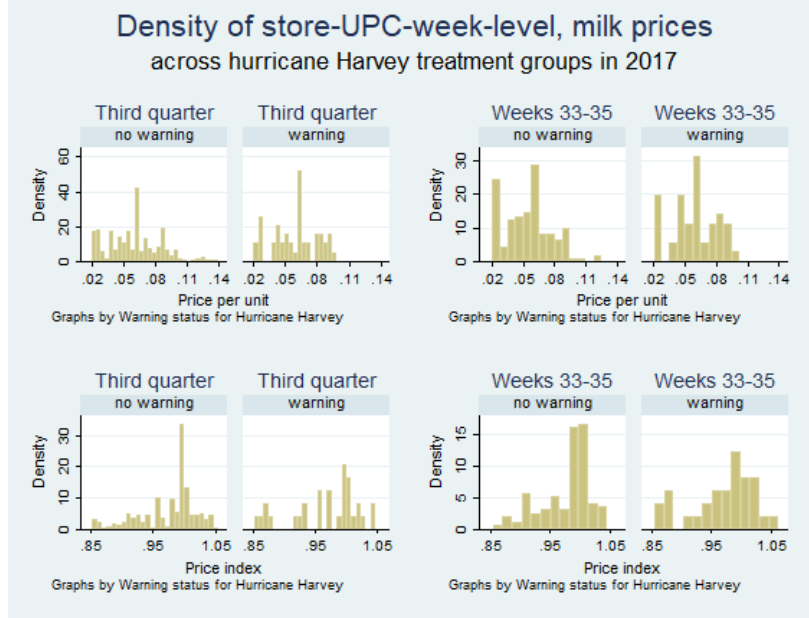 Density of store-UPC-week-level, milk prices
across hurricane Harvey treatment groups in 2017
Third quarter Third quarter
no warning warning
Density
60
40
20
0
.02 .05 .08 .11 .14 .02 .05 .08 .11 .14
Price per unit
Graphs by Warning status for Hurricane Harvey
Weeks 33-35 Weeks 33-35
no warning warning
Density
30
20
10
0
.02 .05 .08 .11 .14 .02 .05 .08 .11 .14
Price per unit
Graphs by Warning status for Hurricane Harvey
Third quarter Third quarter
no warning warning
Density
30
20
10
0
.85 .95 1.05 .85 .95 1.05
Price index
Graphs by Warning status for Hurricane Harvey
Weeks 33-35 Weeks 33-35
no warning warning
Density
15
10
5
0
.85 .95 1.05 .85 .95 1.05
Price index
Graphs by Warning status for Hurricane Harvey